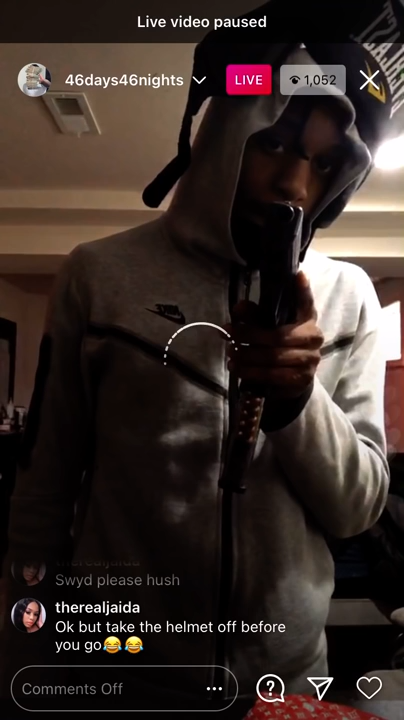 Live video paused
46days46nights
LIVE
1,052
therealjaida
Swyd please hush
therealjaida
Ok but take the helmet off before
you go😂😂
Comments Off